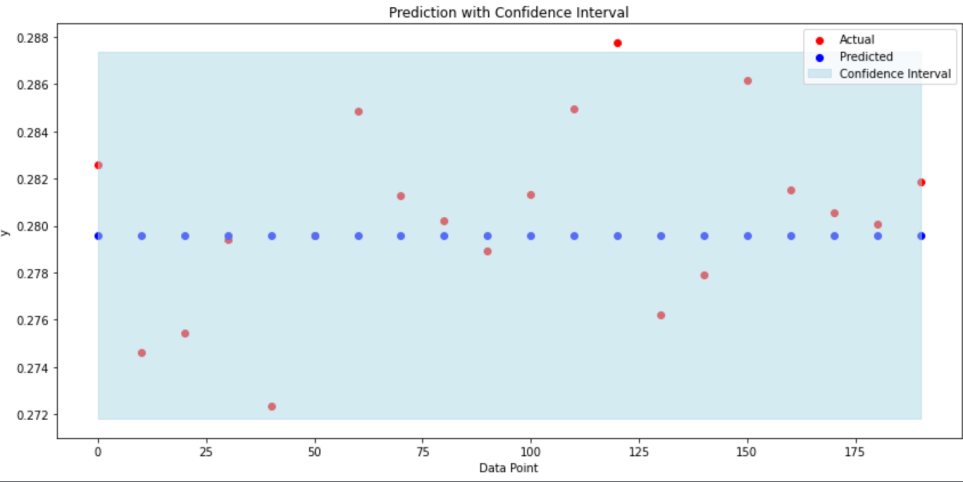 Prediction with Confidence Interval
Actual
Predicted
Confidence Interval
0.288
0.286
0.284
0.282
0.280
0.278
0.276
0.274
0.272
y
0 25 50 75 100 125 150 175
Data Point